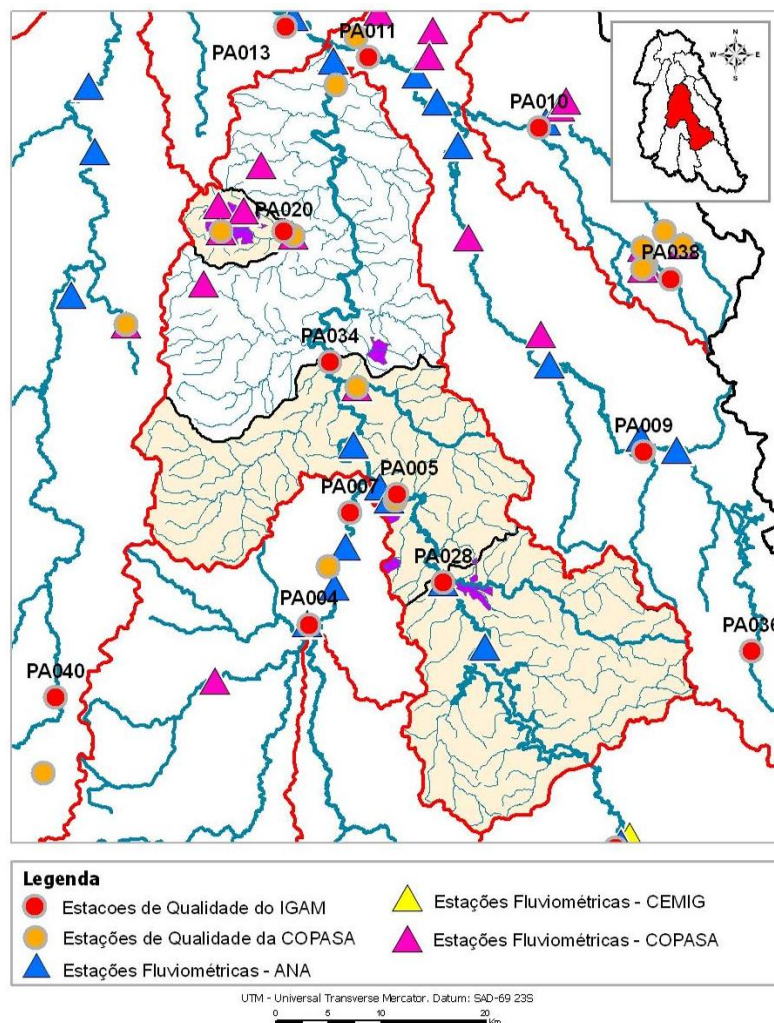 PA011
PA013
N
W E
S
PA010
PA020
PA038
PA034
PA009
PA005
PA007
PA028
PA004
PA036
PA040
Legenda
Estacoes de Qualidade do IGAM
Estações de Qualidade da COPASA
Estações Fluviométricas - ANA
Estações Fluviométricas - CEMIG
Estações Fluviométricas - COPASA
UTM - Universal Transverse Mercator. Datum: SAD-69 23S
0 5 10 20
Km